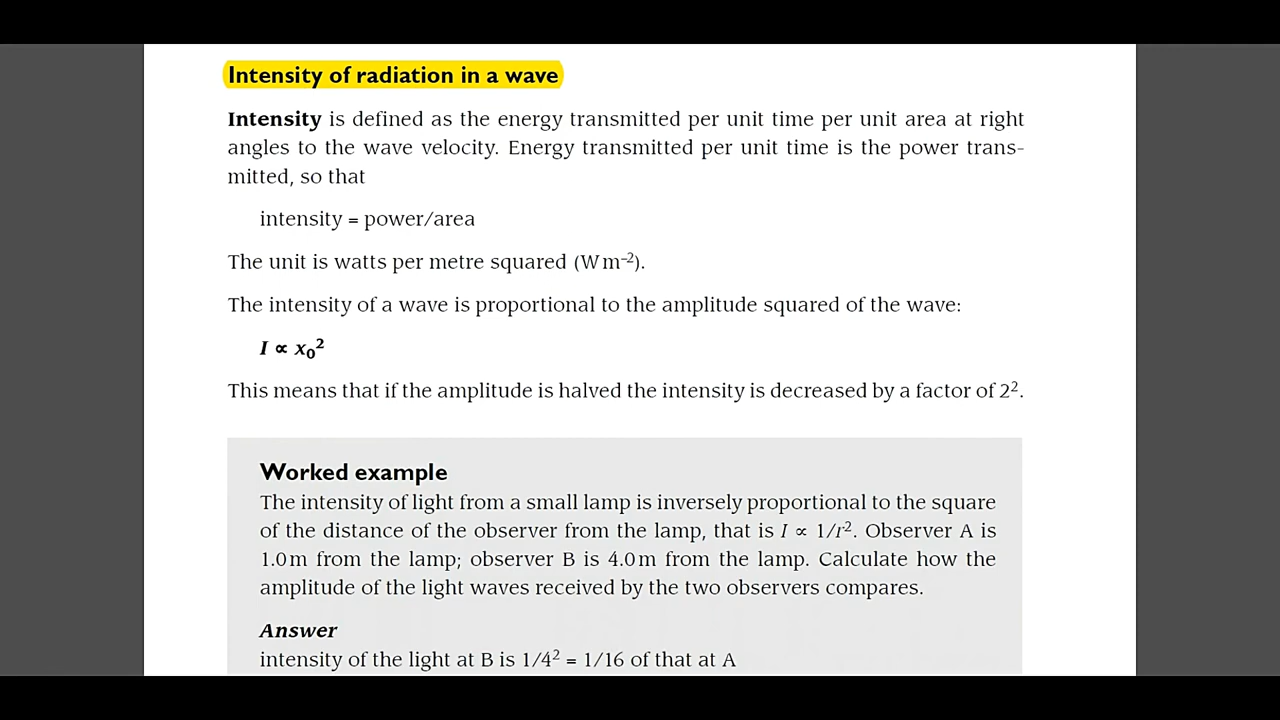 Intensity of radiation in a wave
Intensity is defined as the energy transmitted per unit time per unit area at right
angles to the wave velocity. Energy transmitted per unit time is the power trans-
mitted, so that
intensity = power/area
The unit is watts per metre squared (W m⁻²).
The intensity of a wave is proportional to the amplitude squared of the wave:
I ∝ x₀²
This means that if the amplitude is halved the intensity is decreased by a factor of 2².
Worked example
The intensity of light from a small lamp is inversely proportional to the square
of the distance of the observer from the lamp, that is I ∝ 1/r². Observer A is
1.0 m from the lamp; observer B is 4.0 m from the lamp. Calculate how the
amplitude of the light waves received by the two observers compares.
Answer
intensity of the light at B is 1/4² = 1/16 of that at A